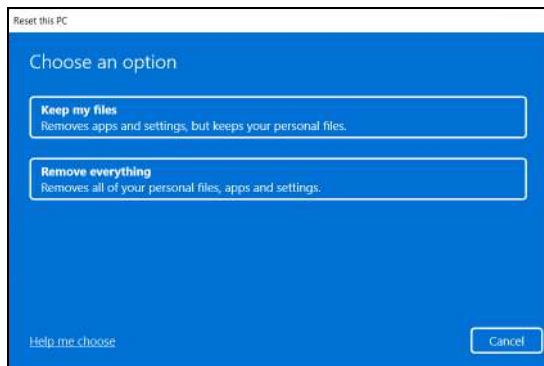 Reset this PC
Choose an option
Keep my files
Removes apps and settings, but keeps your personal files.
Remove everything
Removes all of your personal files, apps and settings.
Help me choose
Cancel